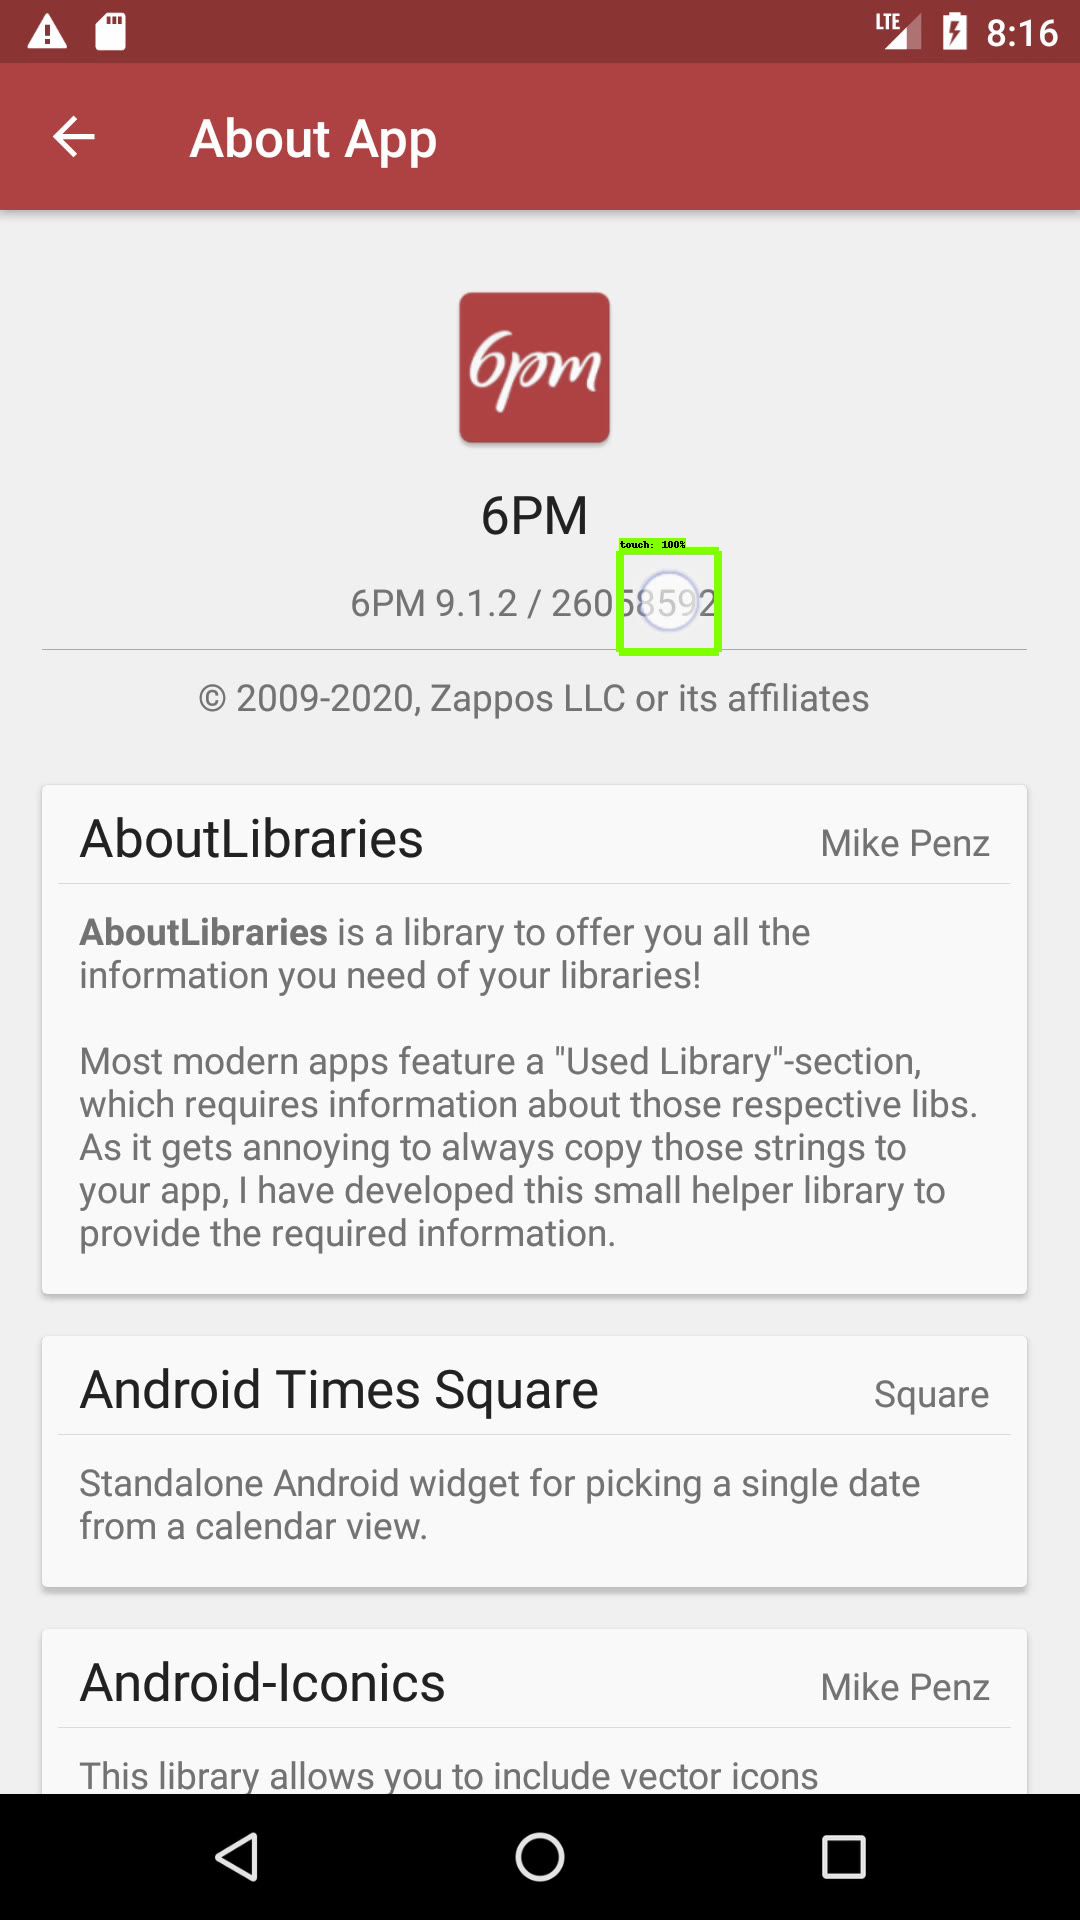 LTE 8:16
About App
6pm
6PM
touch: 100%
6PM 9.1.2 / 26058592
© 2009-2020, Zappos LLC or its affiliates
AboutLibraries Mike Penz
AboutLibraries is a library to offer you all the
information you need of your libraries!
Most modern apps feature a "Used Library"-section,
which requires information about those respective libs.
As it gets annoying to always copy those strings to
your app, I have developed this small helper library to
provide the required information.
Android Times Square Square
Standalone Android widget for picking a single date
from a calendar view.
Android-Iconics Mike Penz
This library allows you to include vector icons